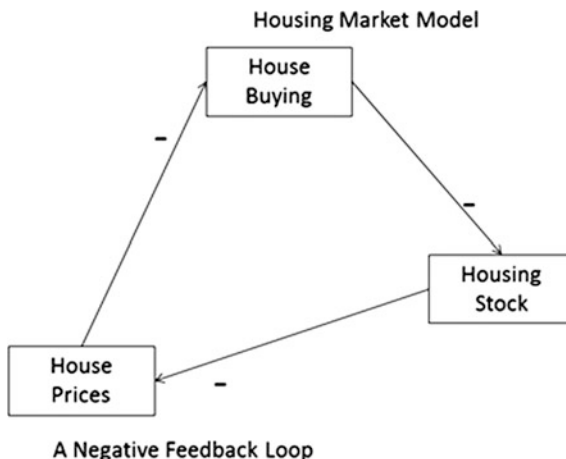 Housing Market Model
House
Buying
–
–
Housing
Stock
House
Prices
–
A Negative Feedback Loop